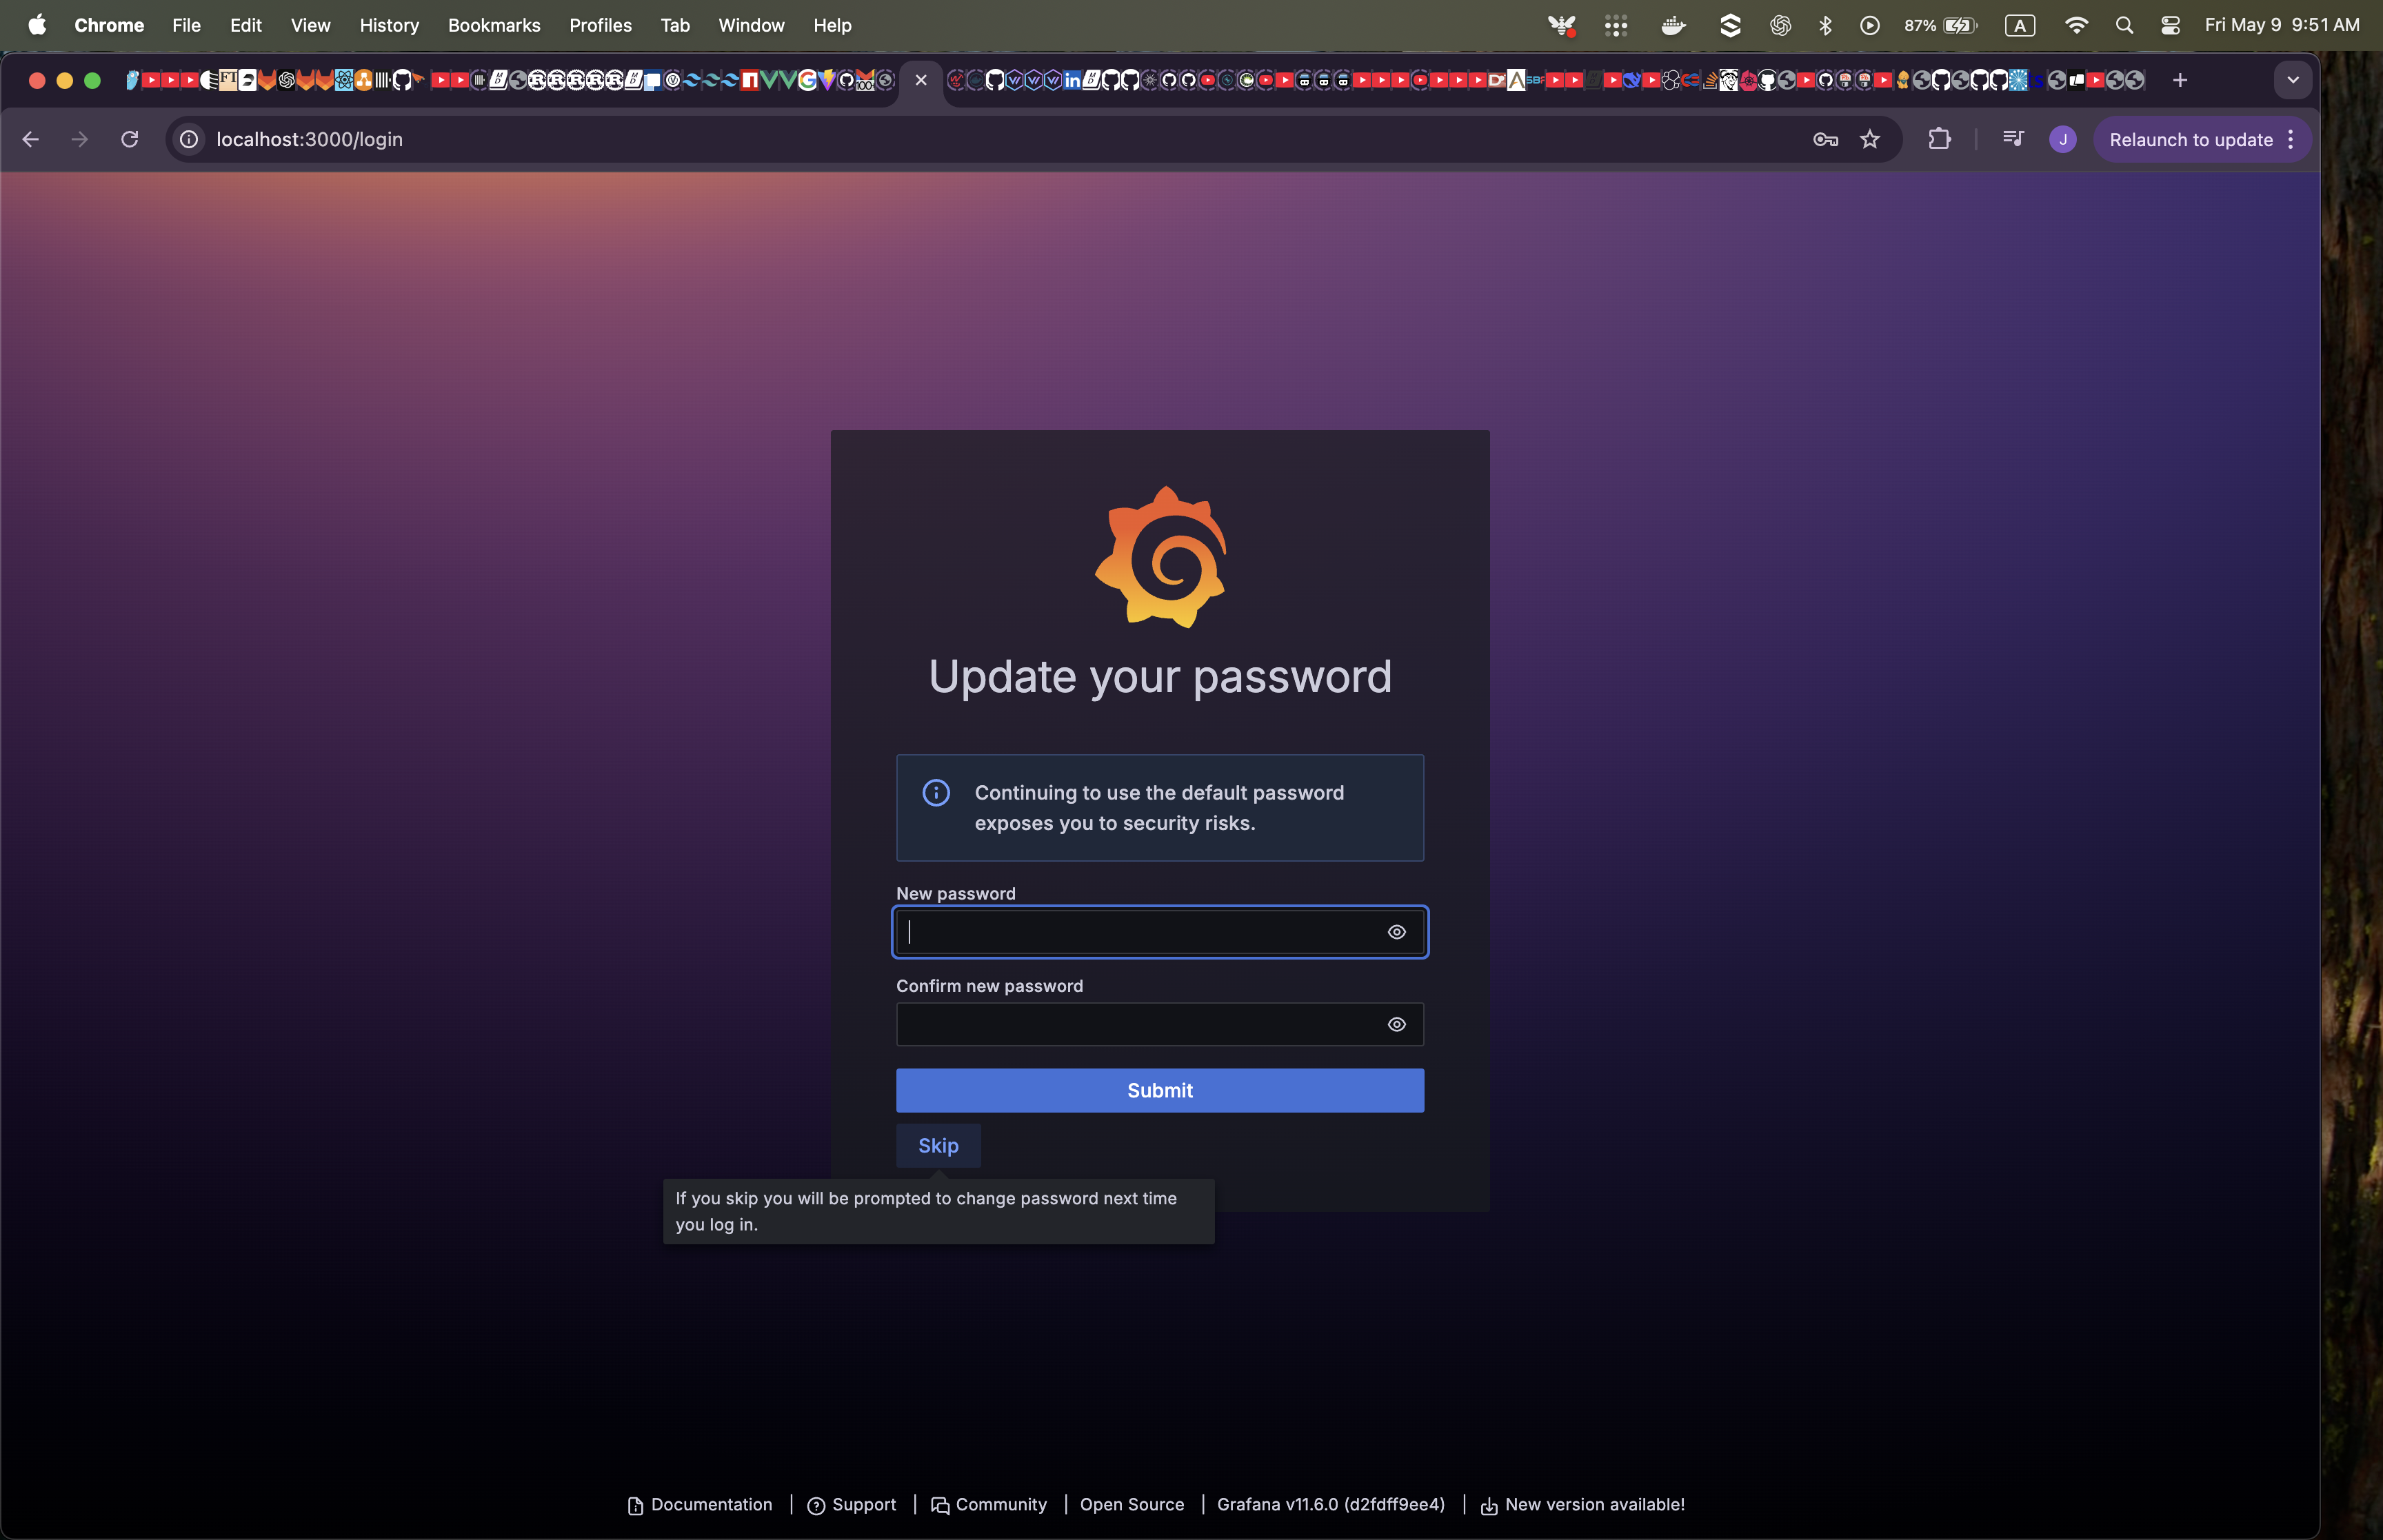 Chrome File Edit View History Bookmarks Profiles Tab Window Help 87% A Fri May 9 9:51 AM
localhost:3000/login J Relaunch to update
Update your password
Continuing to use the default password
exposes you to security risks.
New password
Confirm new password
Submit
Skip
If you skip you will be prompted to change password next time
you log in.
Documentation | Support | Community | Open Source | Grafana v11.6.0 (d2fdff9ee4) | New version available!